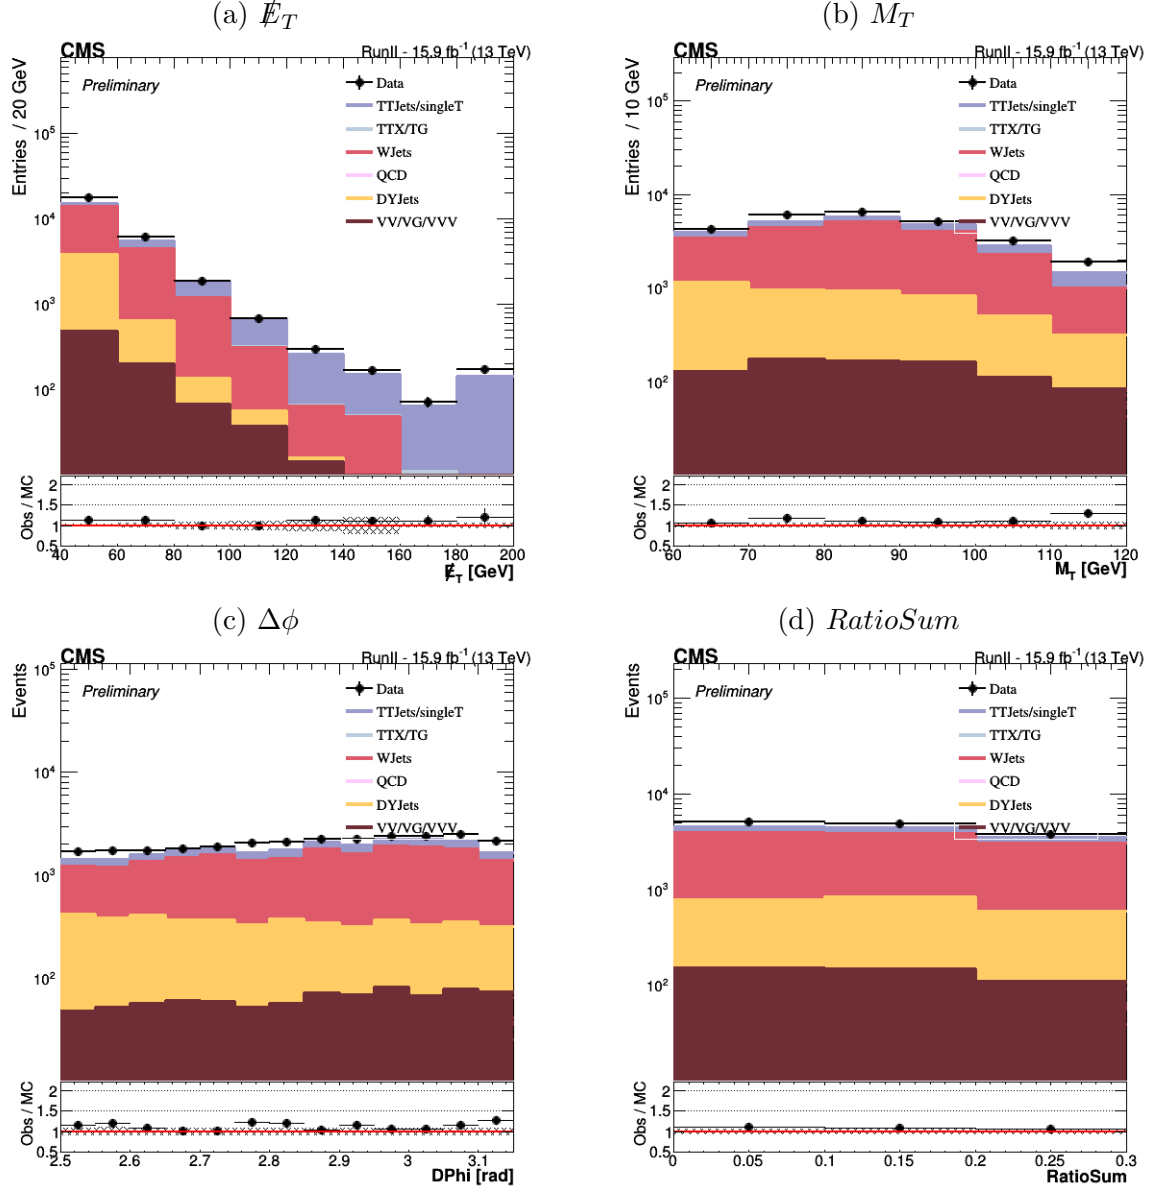 (a) E̸_T
(b) M_T
CMS RunII - 15.9 fb⁻¹ (13 TeV)
Preliminary
Entries / 20 GeV
10⁵
10⁴
10³
10²
Data
TTJets/singleT
TTX/TG
WJets
QCD
DYJets
VV/VG/VVV
Obs / MC
2
1.5
1
0.5
40 60 80 100 120 140 160 180 200
E̸_T [GeV]
CMS RunII - 15.9 fb⁻¹ (13 TeV)
Preliminary
Entries / 10 GeV
10⁵
10⁴
10³
10²
Data
TTJets/singleT
TTX/TG
WJets
QCD
DYJets
VV/VG/VVV
Obs / MC
2
1.5
1
0.5
60 70 80 90 100 110 120
M_T [GeV]
(c) Δϕ
(d) RatioSum
CMS RunII - 15.9 fb⁻¹ (13 TeV)
Preliminary
Events
10⁵
10⁴
10³
10²
Data
TTJets/singleT
TTX/TG
WJets
QCD
DYJets
VV/VG/VVV
Obs / MC
2
1.5
1
0.5
2.5 2.6 2.7 2.8 2.9 3 3.1
DPhi [rad]
CMS RunII - 15.9 fb⁻¹ (13 TeV)
Preliminary
Events
10⁵
10⁴
10³
10²
Data
TTJets/singleT
TTX/TG
WJets
QCD
DYJets
VV/VG/VVV
Obs / MC
2
1.5
1
0.5
0 0.05 0.1 0.15 0.2 0.25 0.3
RatioSum